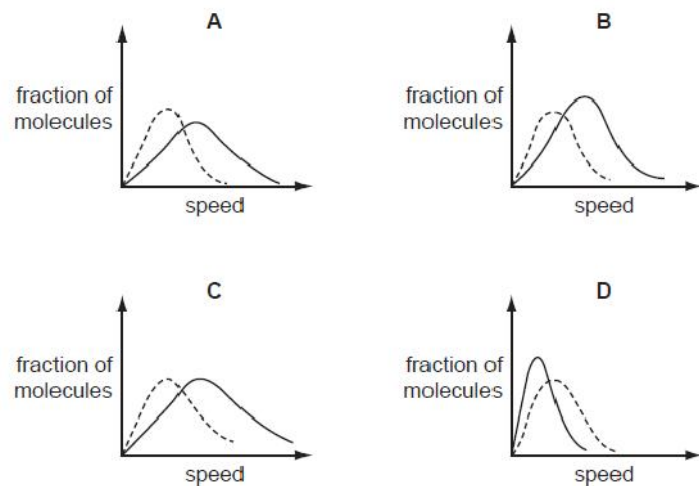 A
fraction of
molecules
speed
B
fraction of
molecules
speed
C
fraction of
molecules
speed
D
fraction of
molecules
speed